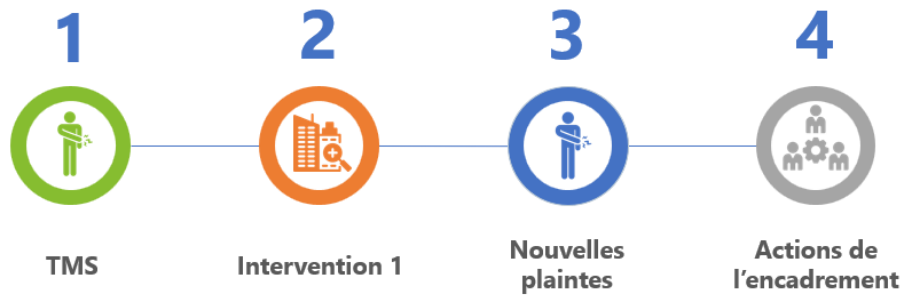 1
2
3
4
TMS
Intervention 1
Nouvelles
plaintes
Actions de
l’encadrement